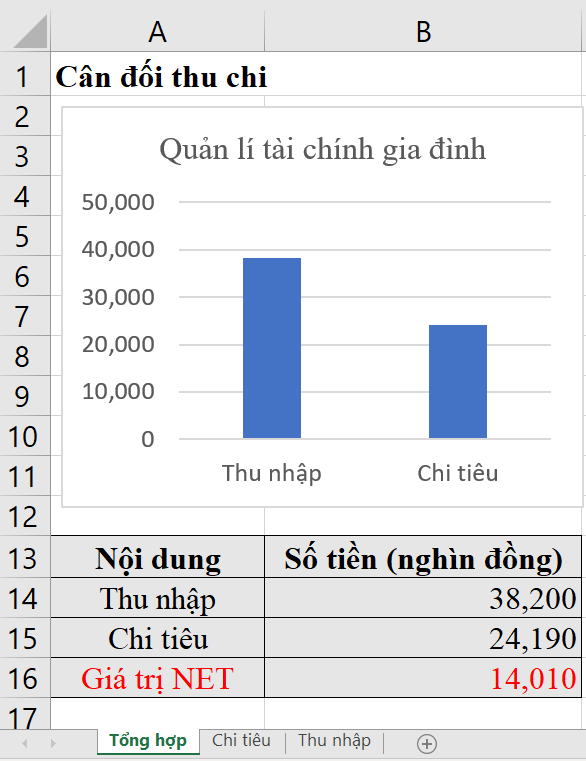 A B
1 Cân đối thu chi
2
3 Quản lí tài chính gia đình
4 50,000
5 40,000
6 30,000
7
8 20,000
9 10,000
10 0
11 Thu nhập Chi tiêu
12
13 Nội dung Số tiền (nghìn đồng)
14 Thu nhập 38,200
15 Chi tiêu 24,190
16 Giá trị NET 14,010
17
Tổng hợp Chi tiêu Thu nhập